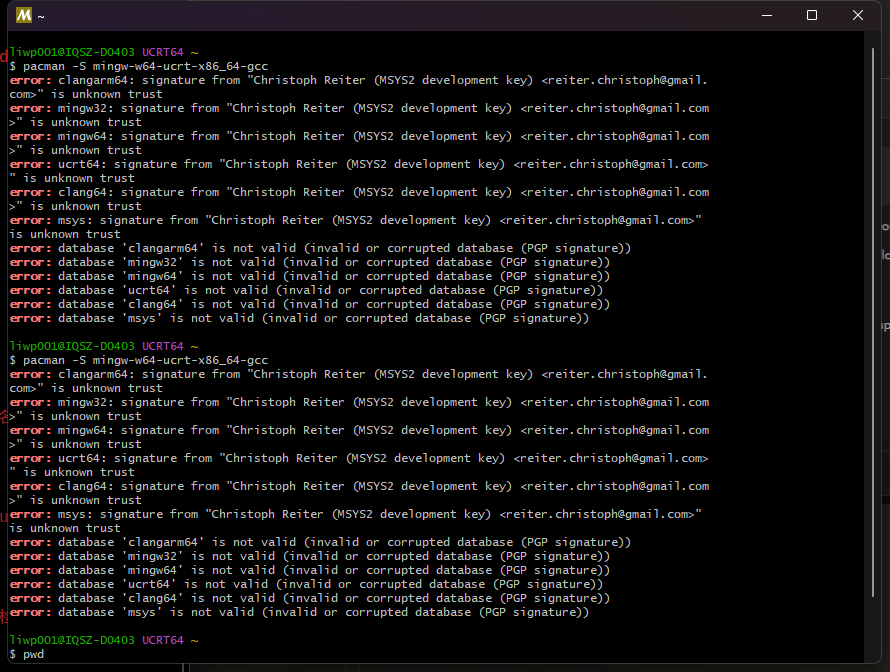 M ~
liwp001@IQSZ-D0403 UCRT64 ~
$ pacman -S mingw-w64-ucrt-x86_64-gcc
error: clangarm64: signature from "Christoph Reiter (MSYS2 development key) <reiter.christoph@gmail.
com>" is unknown trust
error: mingw32: signature from "Christoph Reiter (MSYS2 development key) <reiter.christoph@gmail.com
>" is unknown trust
error: mingw64: signature from "Christoph Reiter (MSYS2 development key) <reiter.christoph@gmail.com
>" is unknown trust
error: ucrt64: signature from "Christoph Reiter (MSYS2 development key) <reiter.christoph@gmail.com>
" is unknown trust
error: clang64: signature from "Christoph Reiter (MSYS2 development key) <reiter.christoph@gmail.com
>" is unknown trust
error: msys: signature from "Christoph Reiter (MSYS2 development key) <reiter.christoph@gmail.com>"
is unknown trust
error: database 'clangarm64' is not valid (invalid or corrupted database (PGP signature))
error: database 'mingw32' is not valid (invalid or corrupted database (PGP signature))
error: database 'mingw64' is not valid (invalid or corrupted database (PGP signature))
error: database 'ucrt64' is not valid (invalid or corrupted database (PGP signature))
error: database 'clang64' is not valid (invalid or corrupted database (PGP signature))
error: database 'msys' is not valid (invalid or corrupted database (PGP signature))
liwp001@IQSZ-D0403 UCRT64 ~
$ pacman -S mingw-w64-ucrt-x86_64-gcc
error: clangarm64: signature from "Christoph Reiter (MSYS2 development key) <reiter.christoph@gmail.
com>" is unknown trust
error: mingw32: signature from "Christoph Reiter (MSYS2 development key) <reiter.christoph@gmail.com
>" is unknown trust
error: mingw64: signature from "Christoph Reiter (MSYS2 development key) <reiter.christoph@gmail.com
>" is unknown trust
error: ucrt64: signature from "Christoph Reiter (MSYS2 development key) <reiter.christoph@gmail.com>
" is unknown trust
error: clang64: signature from "Christoph Reiter (MSYS2 development key) <reiter.christoph@gmail.com
>" is unknown trust
error: msys: signature from "Christoph Reiter (MSYS2 development key) <reiter.christoph@gmail.com>"
is unknown trust
error: database 'clangarm64' is not valid (invalid or corrupted database (PGP signature))
error: database 'mingw32' is not valid (invalid or corrupted database (PGP signature))
error: database 'mingw64' is not valid (invalid or corrupted database (PGP signature))
error: database 'ucrt64' is not valid (invalid or corrupted database (PGP signature))
error: database 'clang64' is not valid (invalid or corrupted database (PGP signature))
error: database 'msys' is not valid (invalid or corrupted database (PGP signature))
liwp001@IQSZ-D0403 UCRT64 ~
$ pwd